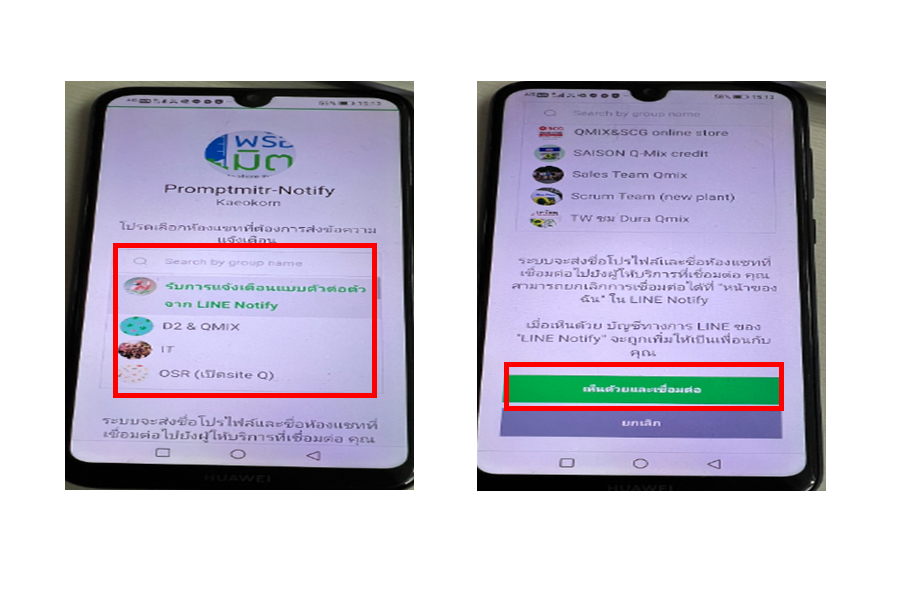 55% 15:13
พร้อ
มิต
Promptmitr-Notify
Kaeokorn
โปรดเลือกห้องแชทที่ต้องการส่งข้อความ
แจ้งเตือน
Search by group name
รับการแจ้งเตือนแบบตัวต่อตัว
จาก LINE Notify
D2 & QMIX
IT
OSR (เปิดsite Q)
ระบบจะส่งชื่อโปรไฟล์และชื่อห้องแชทที่
เชื่อมต่อไปยังผู้ให้บริการที่เชื่อมต่อ คุณ
HUAWEI
56% 15:13
Search by group name
QMIX&SCG online store
SAISON Q-Mix credit
Sales Team Qmix
Scrum Team (new plant)
TW ชม Dura Qmix
ระบบจะส่งชื่อโปรไฟล์และชื่อห้องแชทที่
เชื่อมต่อไปยังผู้ให้บริการที่เชื่อมต่อ คุณ
สามารถยกเลิกการเชื่อมต่อได้ที่ "หน้าของ
ฉัน" ใน LINE Notify
เมื่อเห็นด้วย บัญชีทางการ LINE ของ
"LINE Notify" จะถูกเพิ่มให้เป็นเพื่อนกับ
คุณ
เห็นด้วยและเชื่อมต่อ
ยกเลิก
HUAWEI